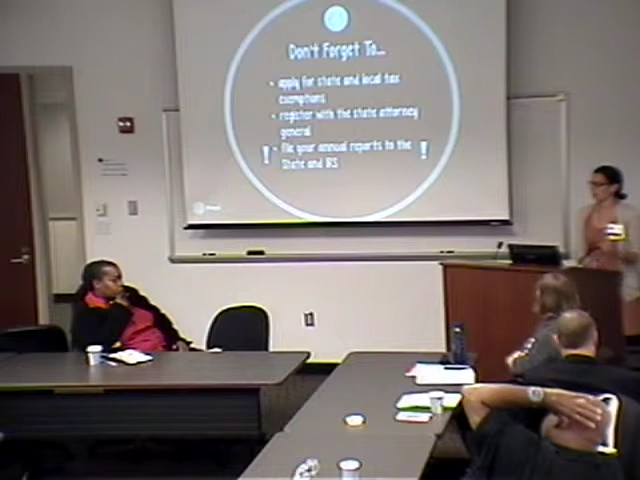 Don't Forget To...
- apply for state and local tax
exemptions
- register with the state attorney
general
! - file your annual reports to the !
State and IRS